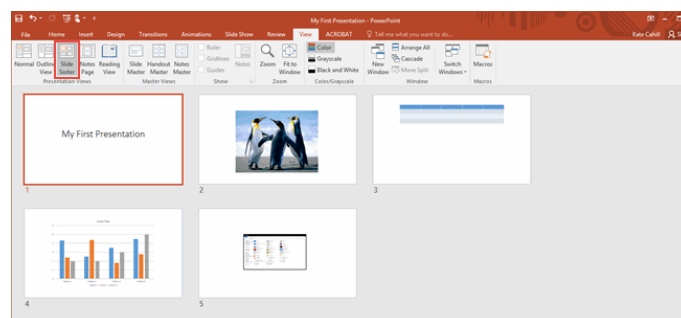 My First Presentation - PowerPoint
File Home Insert Design Transitions Animations Slide Show Review View ACROBAT Tell me what you want to do... Kate Cahill
Normal Outline View Slide Sorter Notes Page Reading View
Presentation Views
Slide Master Handout Master Notes Master
Master Views
Ruler
Gridlines
Guides
Notes
Show
Zoom Fit to Window
Zoom
Color
Grayscale
Black and White
Color/Grayscale
New Window
Arrange All
Cascade
Move Split
Switch Windows
Window
Macros
Macros
My First Presentation
1
2
3
4
5